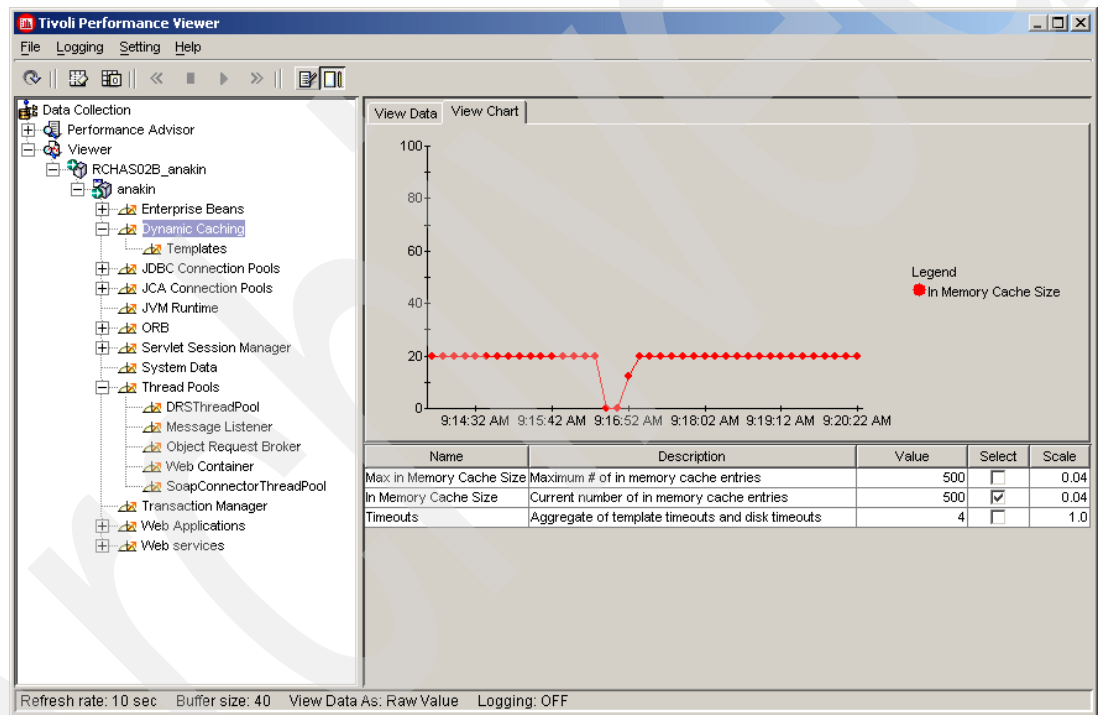 Tivoli Performance Viewer
File Logging Setting Help
Data Collection
Performance Advisor
Viewer
RCHAS02B_anakin
anakin
Enterprise Beans
Dynamic Caching
Templates
JDBC Connection Pools
JCA Connection Pools
JVM Runtime
ORB
Servlet Session Manager
System Data
Thread Pools
DRSThreadPool
Message Listener
Object Request Broker
Web Container
SoapConnectorThreadPool
Transaction Manager
Web Applications
Web services
View Data View Chart
100
80
60
40
20
0
9:14:32 AM 9:15:42 AM 9:16:52 AM 9:18:02 AM 9:19:12 AM 9:20:22 AM
Legend
In Memory Cache Size
Name Description Value Select Scale
Max in Memory Cache Size Maximum # of in memory cache entries 500 0.04
In Memory Cache Size Current number of in memory cache entries 500 0.04
Timeouts Aggregate of template timeouts and disk timeouts 4 1.0
Refresh rate: 10 sec Buffer size: 40 View Data As: Raw Value Logging: OFF